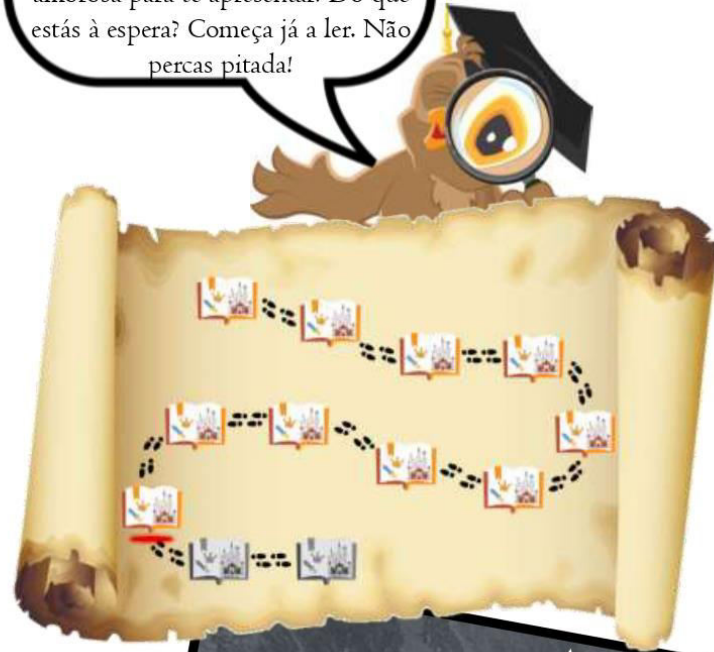 amorosa para te apresentar! Do que
estás à espera? Começa já a ler. Não
percas pitada!